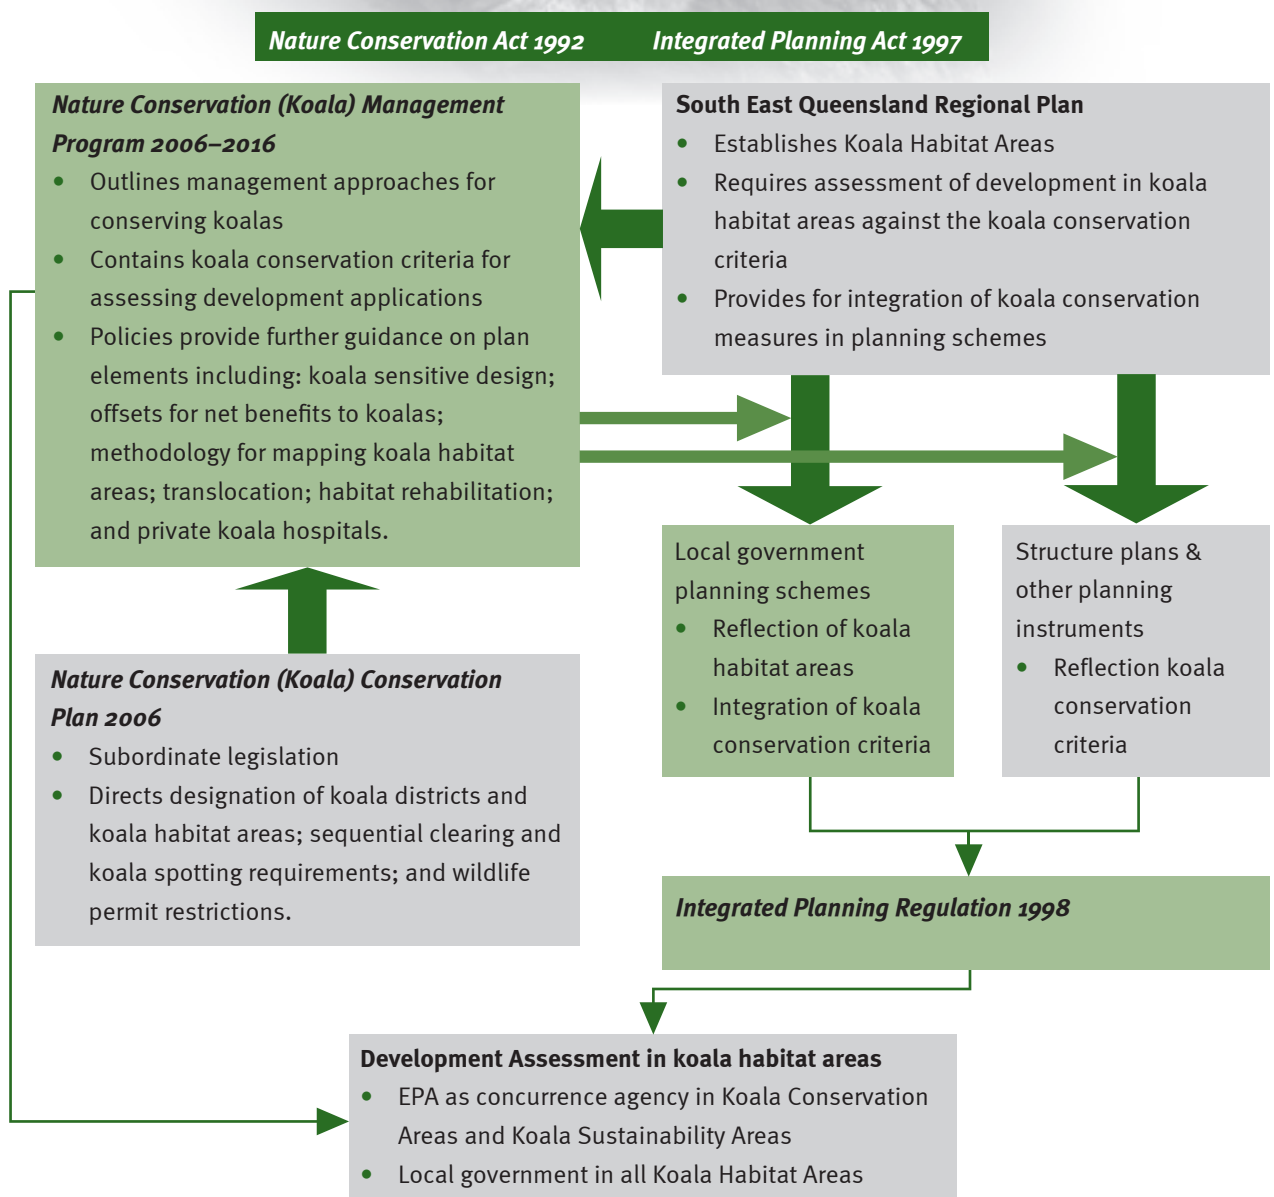 Nature Conservation Act 1992 Integrated Planning Act 1997
Nature Conservation (Koala) Management
Program 2006–2016
• Outlines management approaches for
conserving koalas
• Contains koala conservation criteria for
assessing development applications
• Policies provide further guidance on plan
elements including: koala sensitive design;
offsets for net benefits to koalas;
methodology for mapping koala habitat
areas; translocation; habitat rehabilitation;
and private koala hospitals.
South East Queensland Regional Plan
• Establishes Koala Habitat Areas
• Requires assessment of development in koala
habitat areas against the koala conservation
criteria
• Provides for integration of koala conservation
measures in planning schemes
Nature Conservation (Koala) Conservation
Plan 2006
• Subordinate legislation
• Directs designation of koala districts and
koala habitat areas; sequential clearing and
koala spotting requirements; and wildlife
permit restrictions.
Local government
planning schemes
• Reflection of koala
habitat areas
• Integration of koala
conservation criteria
Structure plans &
other planning
instruments
• Reflection koala
conservation
criteria
Integrated Planning Regulation 1998
Development Assessment in koala habitat areas
• EPA as concurrence agency in Koala Conservation
Areas and Koala Sustainability Areas
• Local government in all Koala Habitat Areas